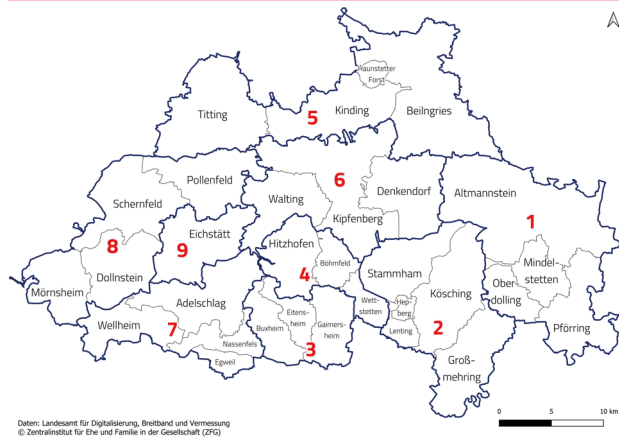 Haunstetter
Forst
Titting
5
Kinding
Beilngries
Pollenfeld
6
Denkendorf
Altmannstein
Schernfeld
Walting
Kipfenberg
1
8
9
Eichstätt
Hitzhofen
Mindel-
stetten
Böhmfeld
Stammham
4
Dollnstein
Ober-
dolling
Mörnsheim
Adelschlag
Kösching
Wett-
stetten
Hep-
berg
Eitens-
heim
Wellheim
7
Buxheim
Gaimers-
heim
Lenting
2
Pförring
Nassenfels
3
Egweil
Groß-
mehring
0 5 10 km
Daten: Landesamt für Digitalisierung, Breitband und Vermessung
© Zentralinstitut für Ehe und Familie in der Gesellschaft (ZFG)